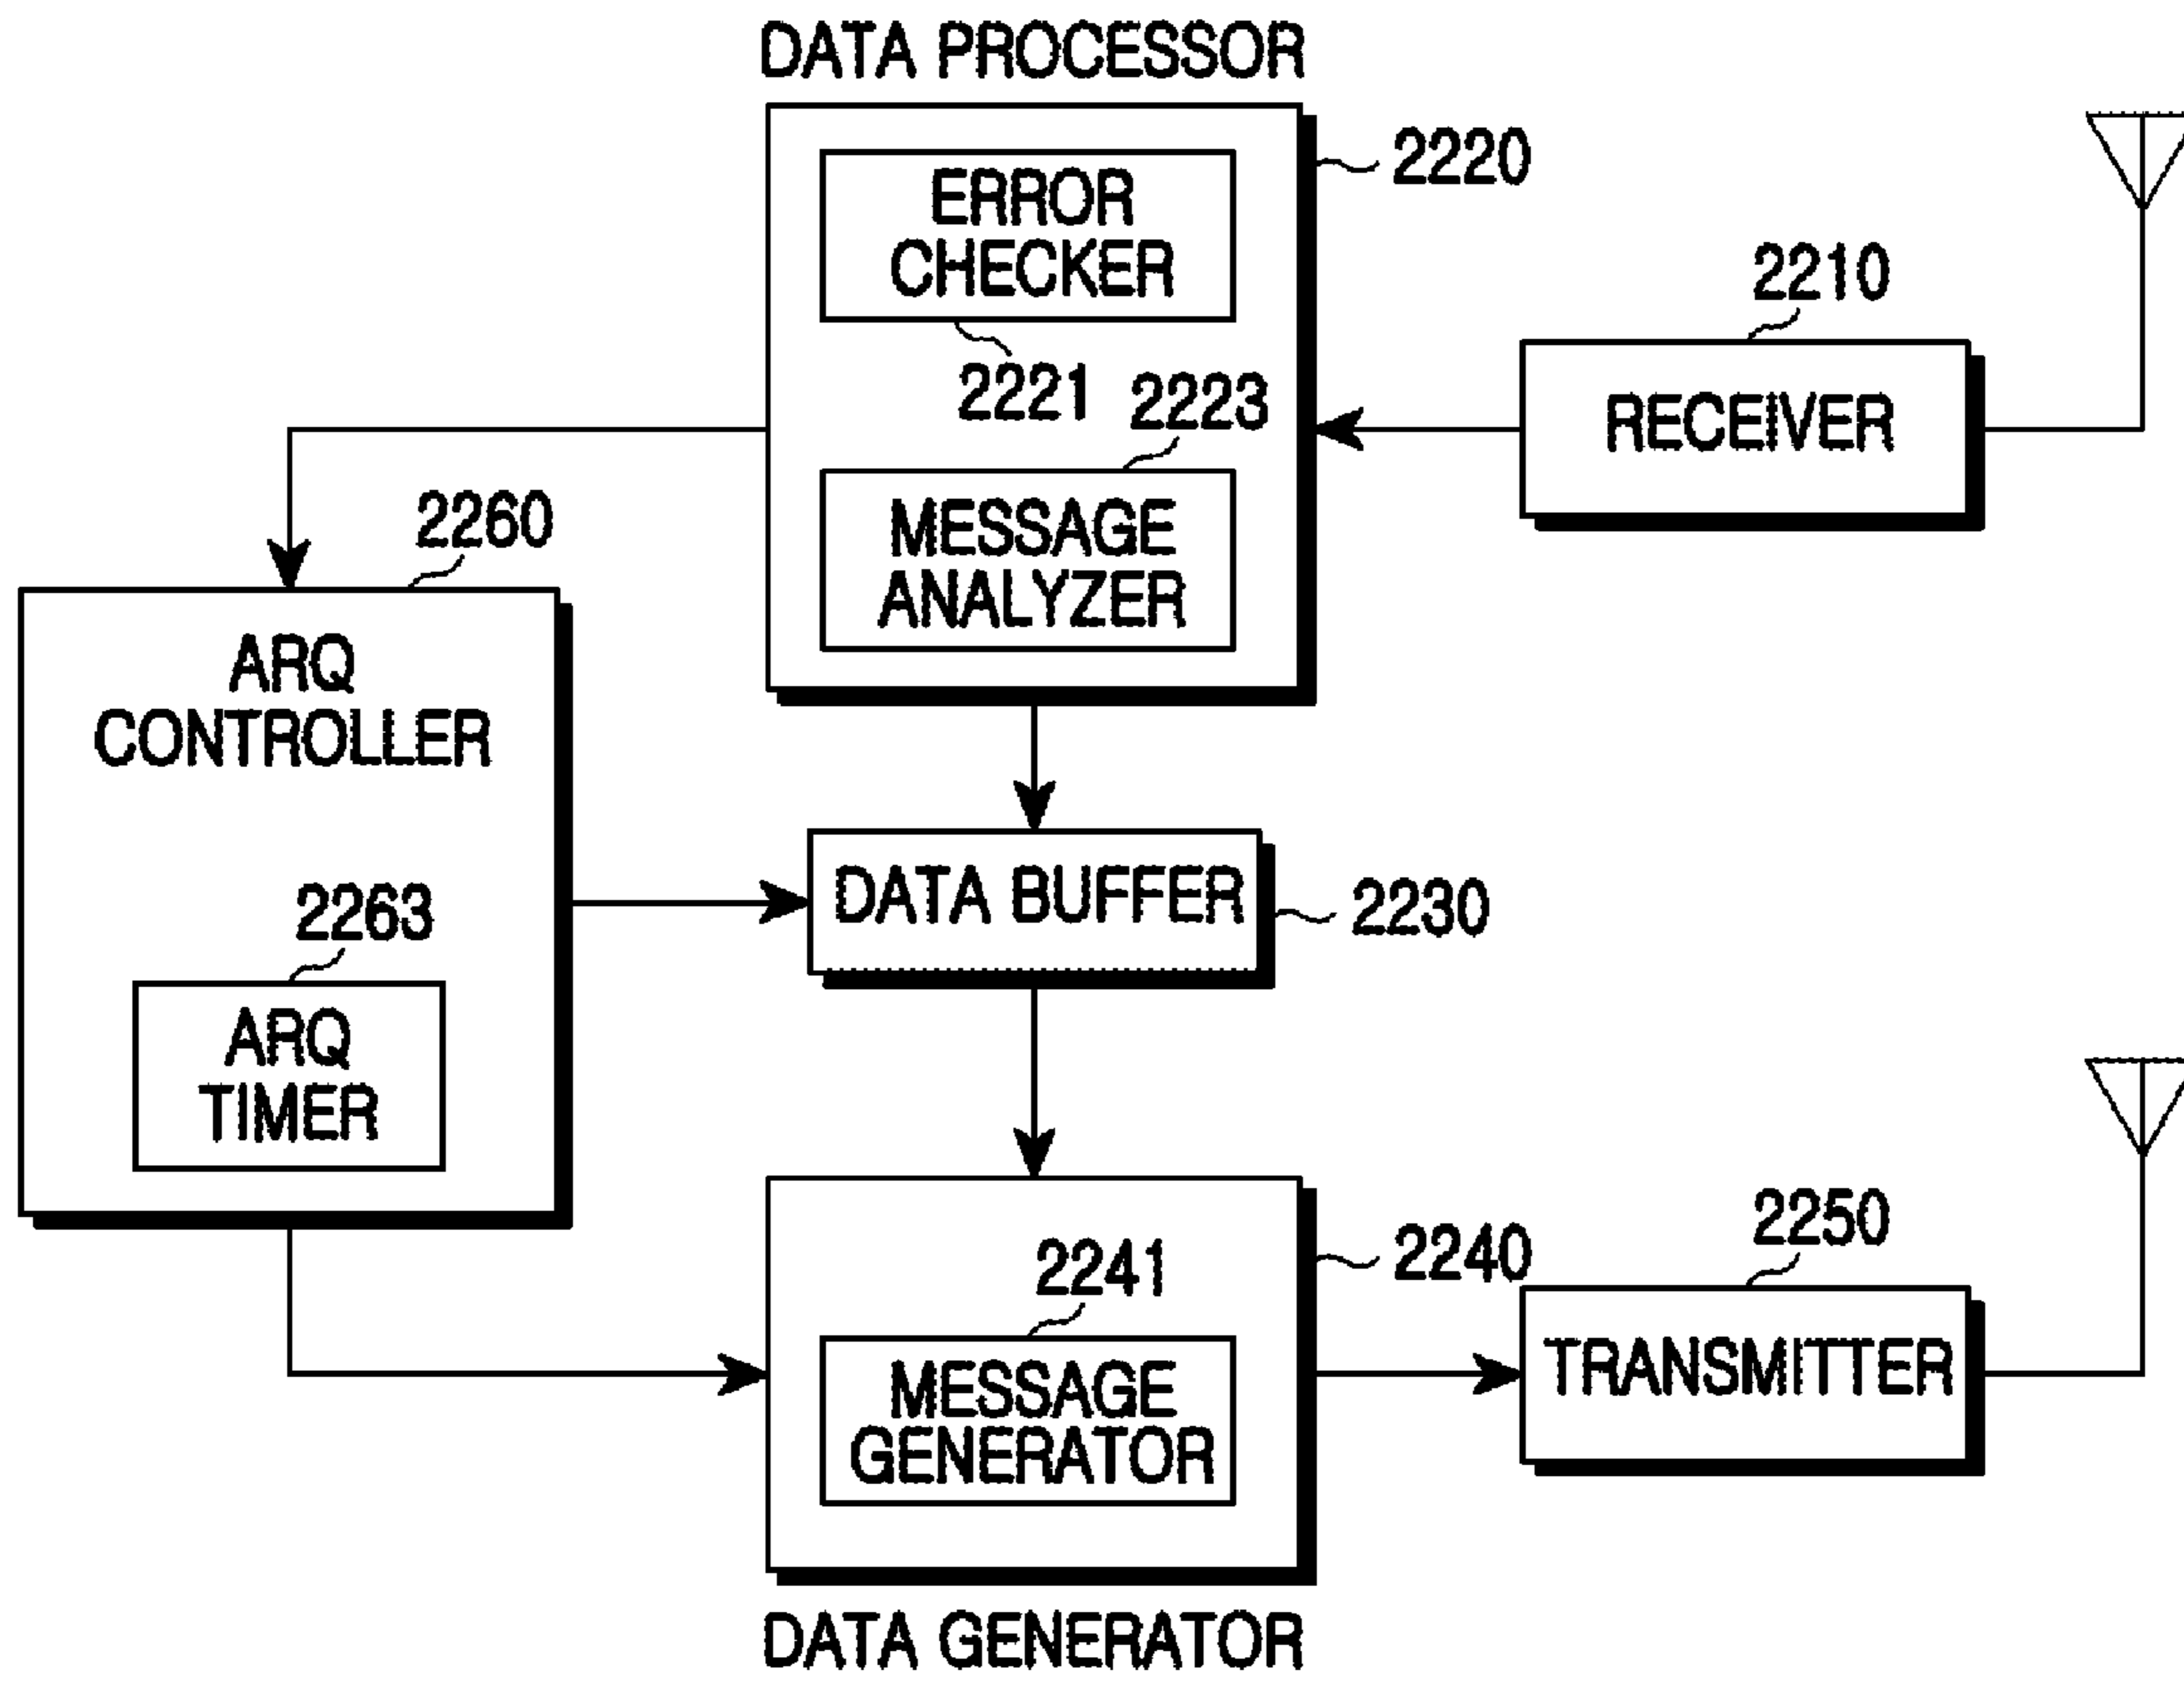 DATA PROCESSOR
2220
ERROR
CHECKER
2221
2223
MESSAGE
ANALYZER
2210
RECEIVER
2260
ARQ
CONTROLLER
2263
ARQ
TIMER
DATA BUFFER
2230
2240
2241
MESSAGE
GENERATOR
2250
TRANSMITTER
DATA GENERATOR